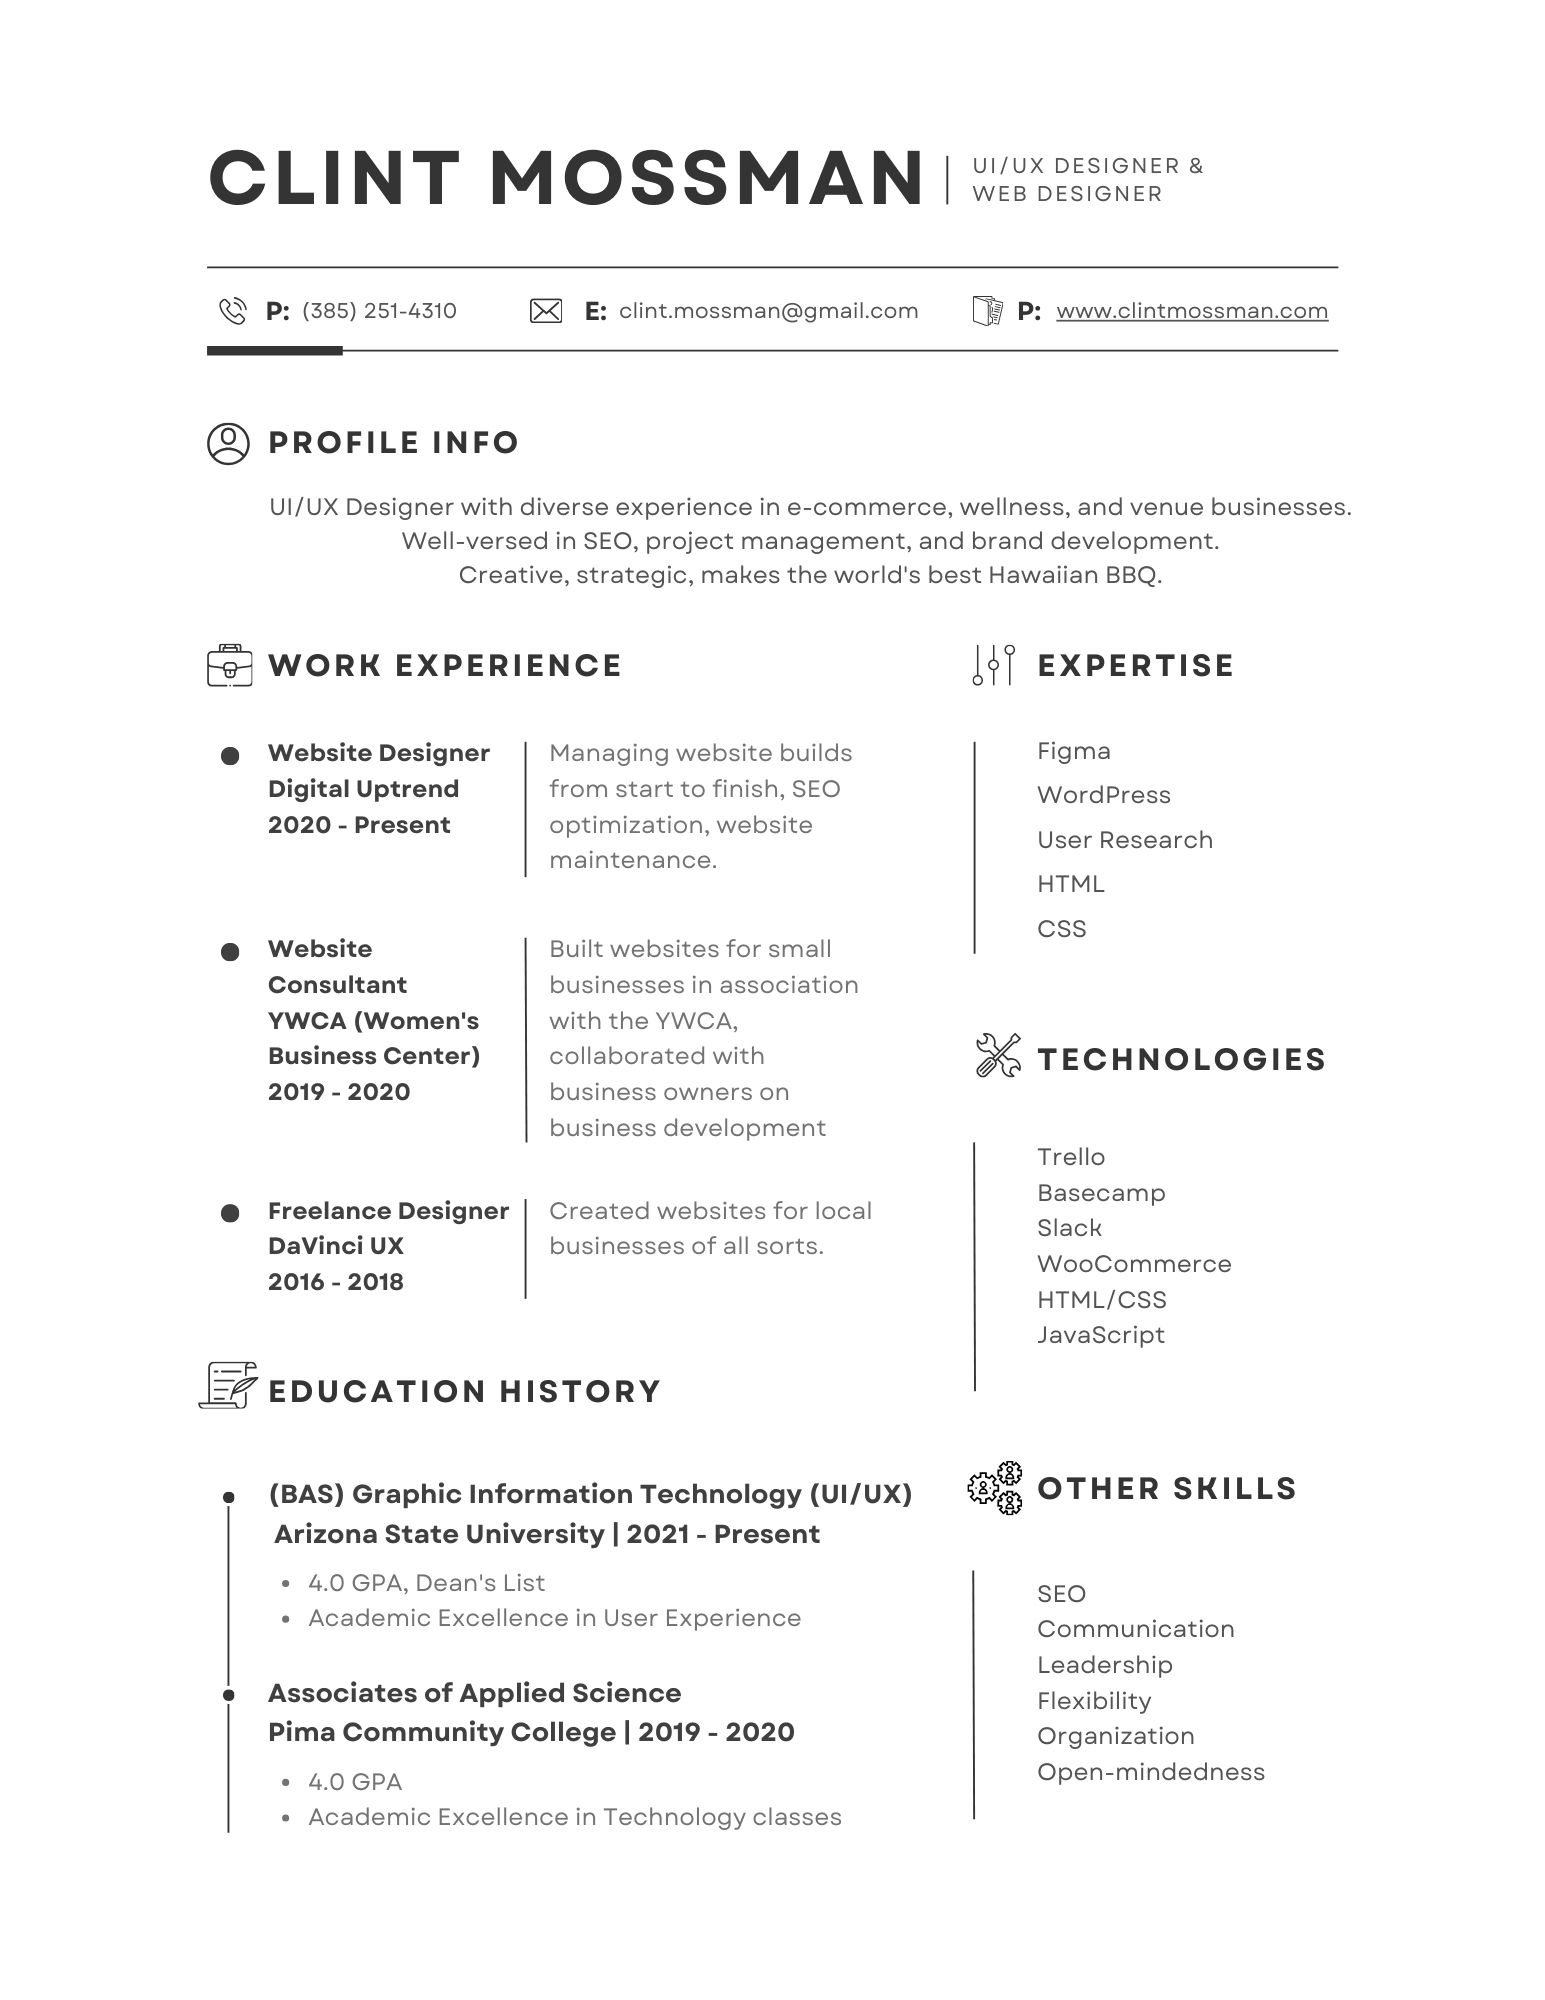 CLINT MOSSMAN
UI/UX DESIGNER &
WEB DESIGNER
P: (385) 251-4310
E: clint.mossman@gmail.com
P: www.clintmossman.com
PROFILE INFO
UI/UX Designer with diverse experience in e-commerce, wellness, and venue businesses.
Well-versed in SEO, project management, and brand development.
Creative, strategic, makes the world's best Hawaiian BBQ.
WORK EXPERIENCE
Website Designer
Digital Uptrend
2020 - Present
Managing website builds
from start to finish, SEO
optimization, website
maintenance.
Website
Consultant
YWCA (Women's
Business Center)
2019 - 2020
Built websites for small
businesses in association
with the YWCA,
collaborated with
business owners on
business development
Freelance Designer
DaVinci UX
2016 - 2018
Created websites for local
businesses of all sorts.
EDUCATION HISTORY
(BAS) Graphic Information Technology (UI/UX)
Arizona State University | 2021 - Present
• 4.0 GPA, Dean's List
• Academic Excellence in User Experience
Associates of Applied Science
Pima Community College | 2019 - 2020
• 4.0 GPA
• Academic Excellence in Technology classes
EXPERTISE
Figma
WordPress
User Research
HTML
CSS
TECHNOLOGIES
Trello
Basecamp
Slack
WooCommerce
HTML/CSS
JavaScript
OTHER SKILLS
SEO
Communication
Leadership
Flexibility
Organization
Open-mindedness